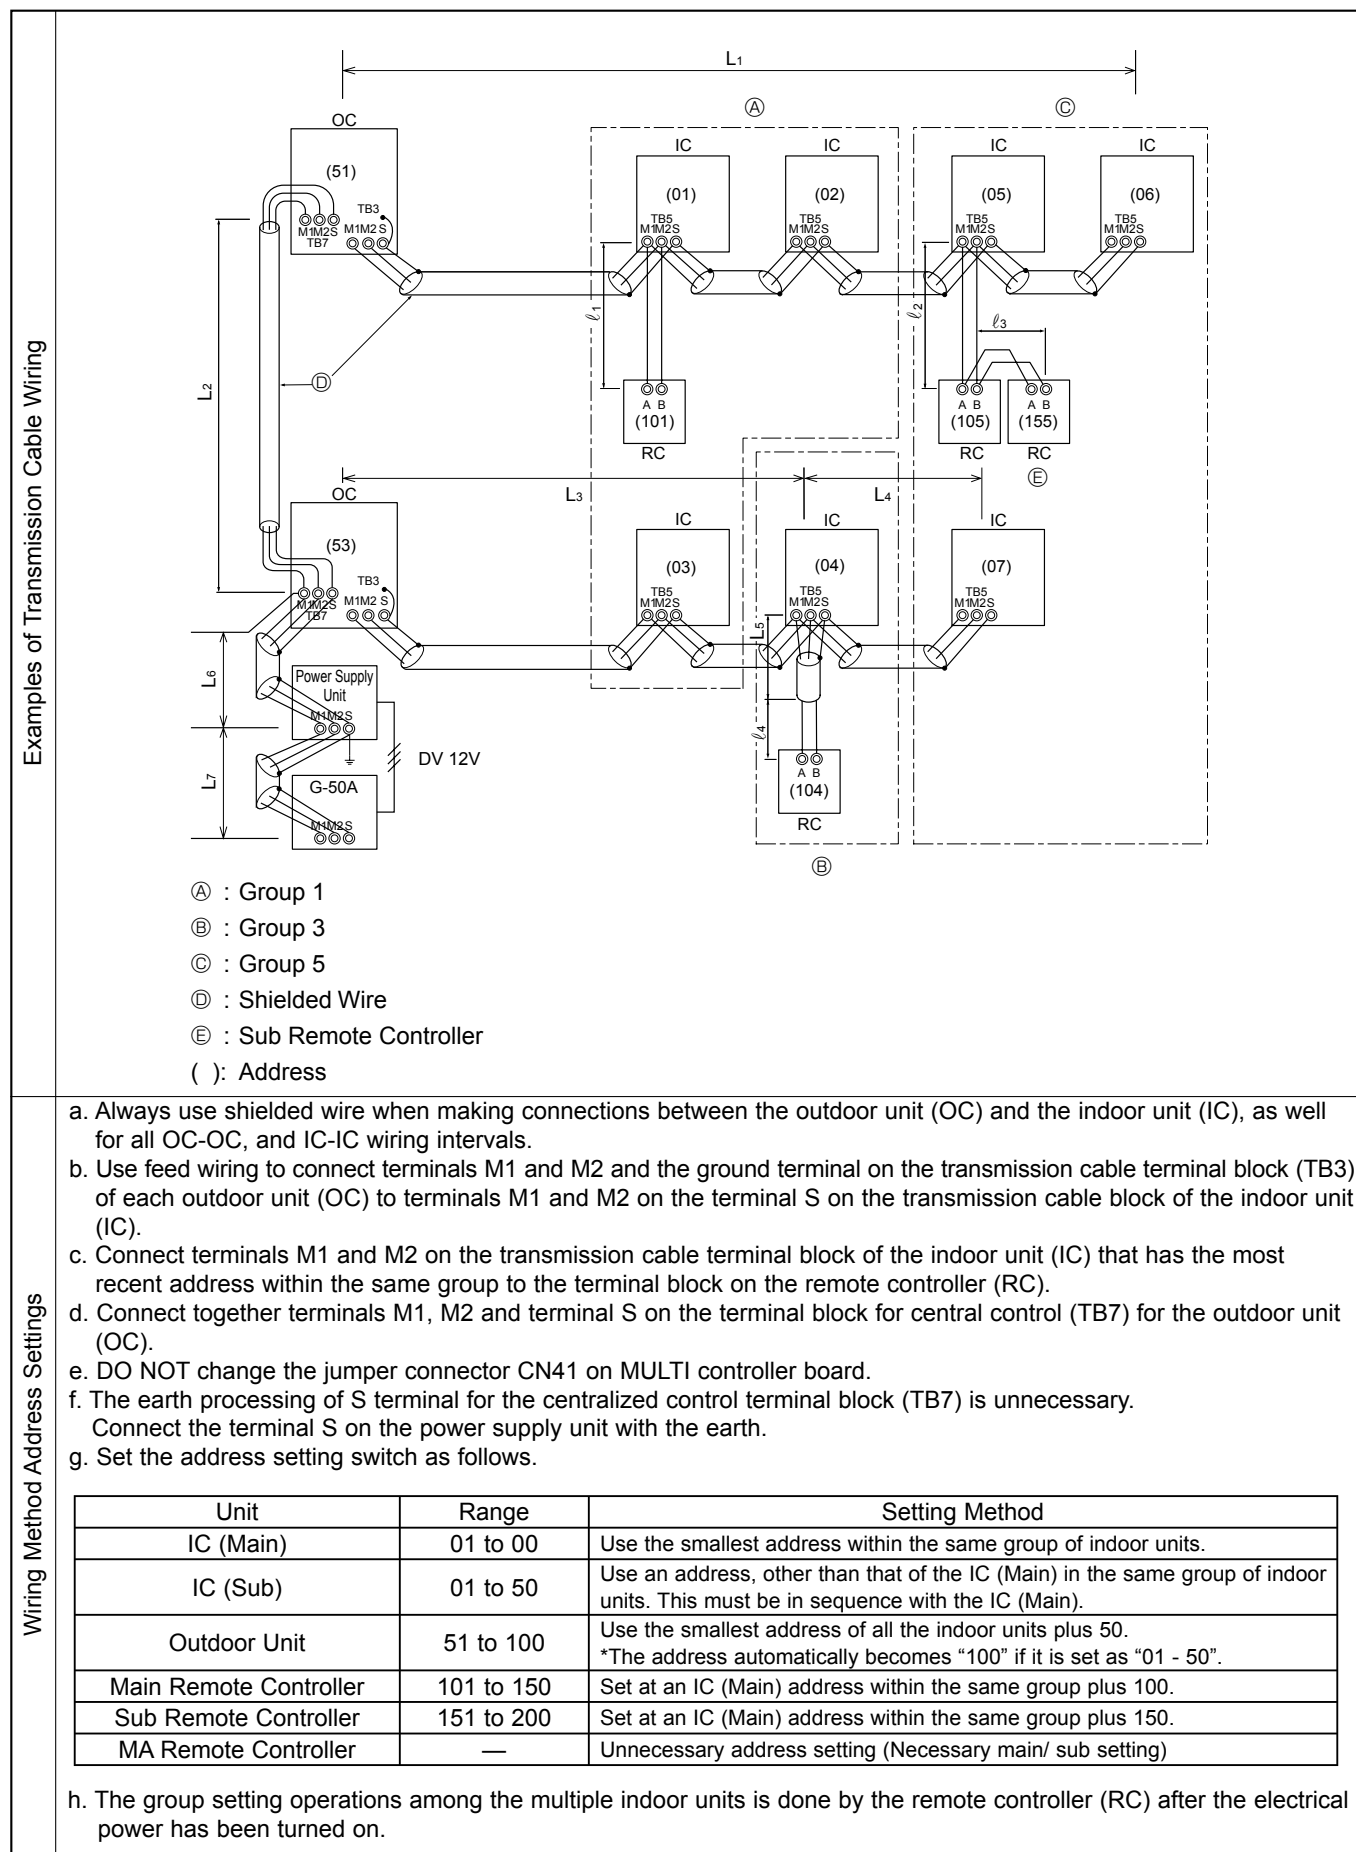 Examples of Transmission Cable Wiring
L1
Ⓐ Ⓒ
OC
(51)
TB3
M1M2S
TB7
M1M2 S
IC
(01)
TB5
M1M2S
IC
(02)
TB5
M1M2S
IC
(05)
TB5
M1M2S
IC
(06)
TB5
M1M2S
L2
Ⓓ
ℓ1
A B
(101)
RC
ℓ2
ℓ3
A B
(105)
RC
A B
(155)
RC
Ⓔ
L3
L4
OC
(53)
TB3
M1M2S
TB7
M1M2 S
IC
(03)
TB5
M1M2S
IC
(04)
TB5
M1M2S
IC
(07)
TB5
M1M2S
L5
ℓ4
A B
(104)
RC
Ⓑ
L6
Power Supply
Unit
M1M2S
DV 12V
L7
G-50A
M1M2S
Ⓐ : Group 1
Ⓑ : Group 3
Ⓒ : Group 5
Ⓓ : Shielded Wire
Ⓔ : Sub Remote Controller
( ): Address
Wiring Method Address Settings
a. Always use shielded wire when making connections between the outdoor unit (OC) and the indoor unit (IC), as well
for all OC-OC, and IC-IC wiring intervals.
b. Use feed wiring to connect terminals M1 and M2 and the ground terminal on the transmission cable terminal block (TB3)
of each outdoor unit (OC) to terminals M1 and M2 on the terminal S on the transmission cable block of the indoor unit
(IC).
c. Connect terminals M1 and M2 on the transmission cable terminal block of the indoor unit (IC) that has the most
recent address within the same group to the terminal block on the remote controller (RC).
d. Connect together terminals M1, M2 and terminal S on the terminal block for central control (TB7) for the outdoor unit
(OC).
e. DO NOT change the jumper connector CN41 on MULTI controller board.
f. The earth processing of S terminal for the centralized control terminal block (TB7) is unnecessary.
Connect the terminal S on the power supply unit with the earth.
g. Set the address setting switch as follows.
Unit Range Setting Method
IC (Main) 01 to 00 Use the smallest address within the same group of indoor units.
IC (Sub) 01 to 50 Use an address, other than that of the IC (Main) in the same group of indoor
units. This must be in sequence with the IC (Main).
Outdoor Unit 51 to 100 Use the smallest address of all the indoor units plus 50.
*The address automatically becomes “100” if it is set as “01 - 50”.
Main Remote Controller 101 to 150 Set at an IC (Main) address within the same group plus 100.
Sub Remote Controller 151 to 200 Set at an IC (Main) address within the same group plus 150.
MA Remote Controller — Unnecessary address setting (Necessary main/ sub setting)
h. The group setting operations among the multiple indoor units is done by the remote controller (RC) after the electrical
power has been turned on.